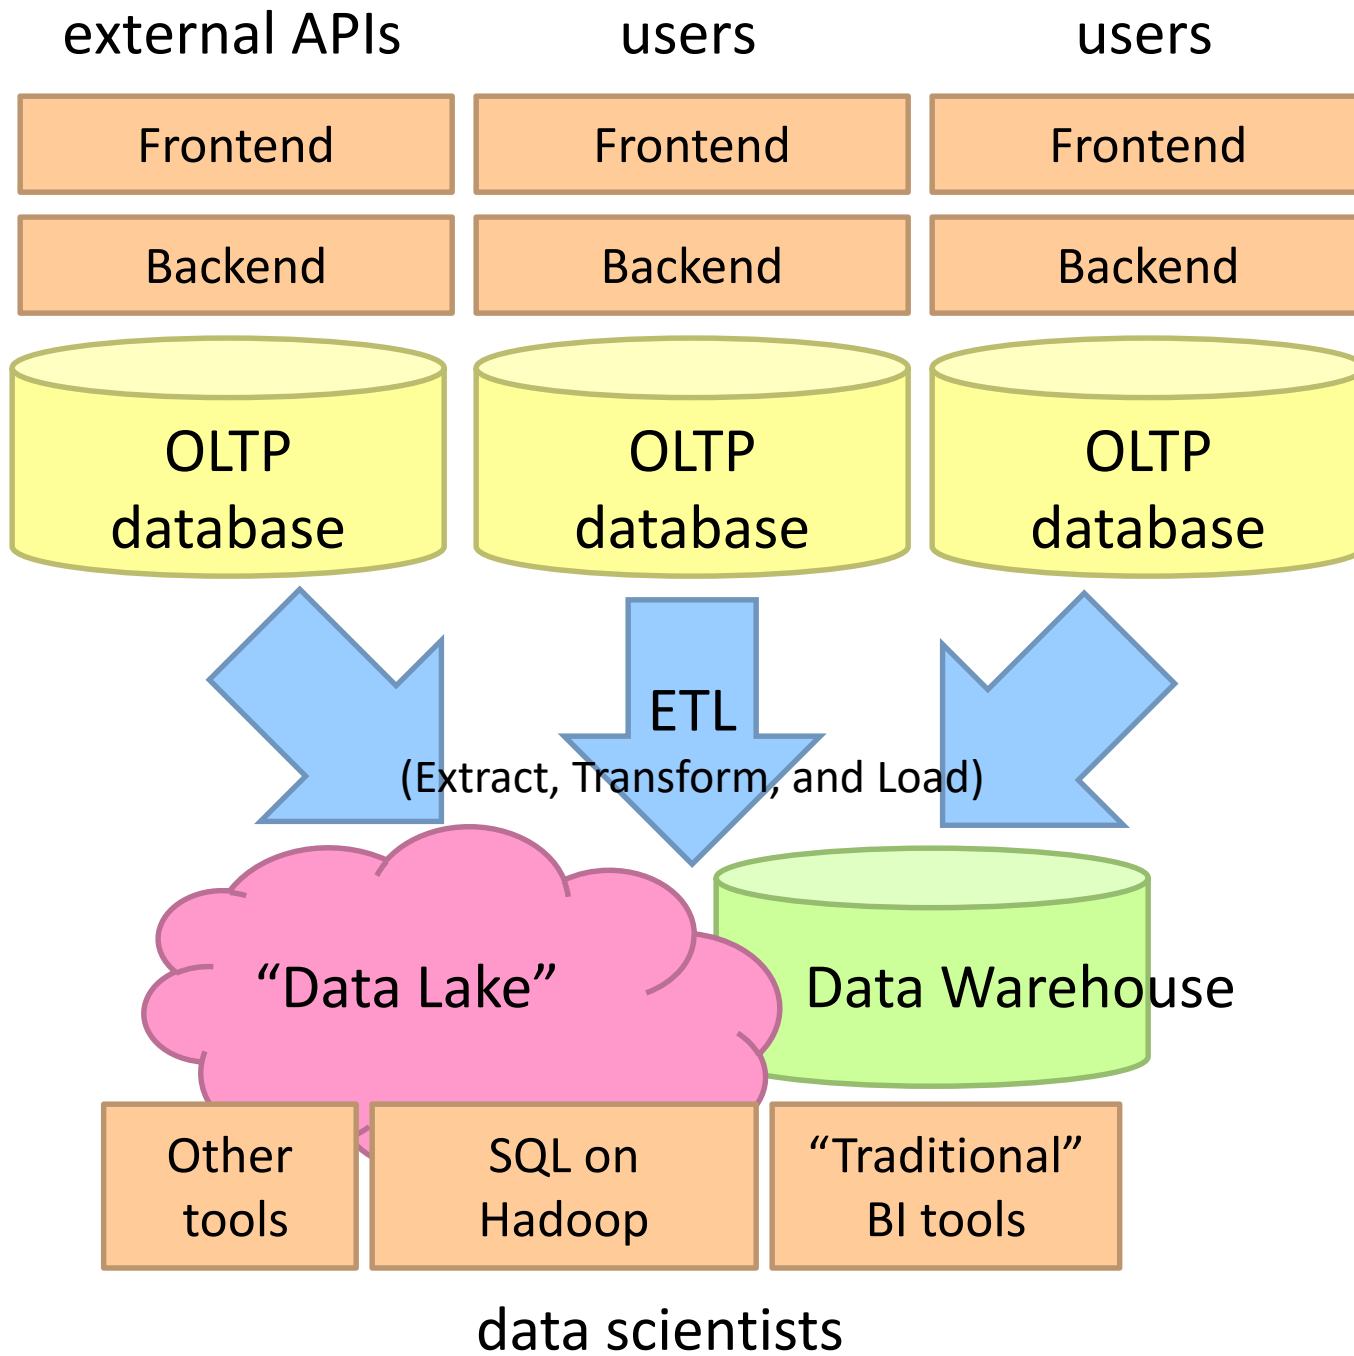 external APIs
users
users
Frontend
Frontend
Frontend
Backend
Backend
Backend
OLTP
database
OLTP
database
OLTP
database
ETL
(Extract, Transform, and Load)
“Data Lake”
Data Warehouse
Other
tools
SQL on
Hadoop
“Traditional”
BI tools
data scientists